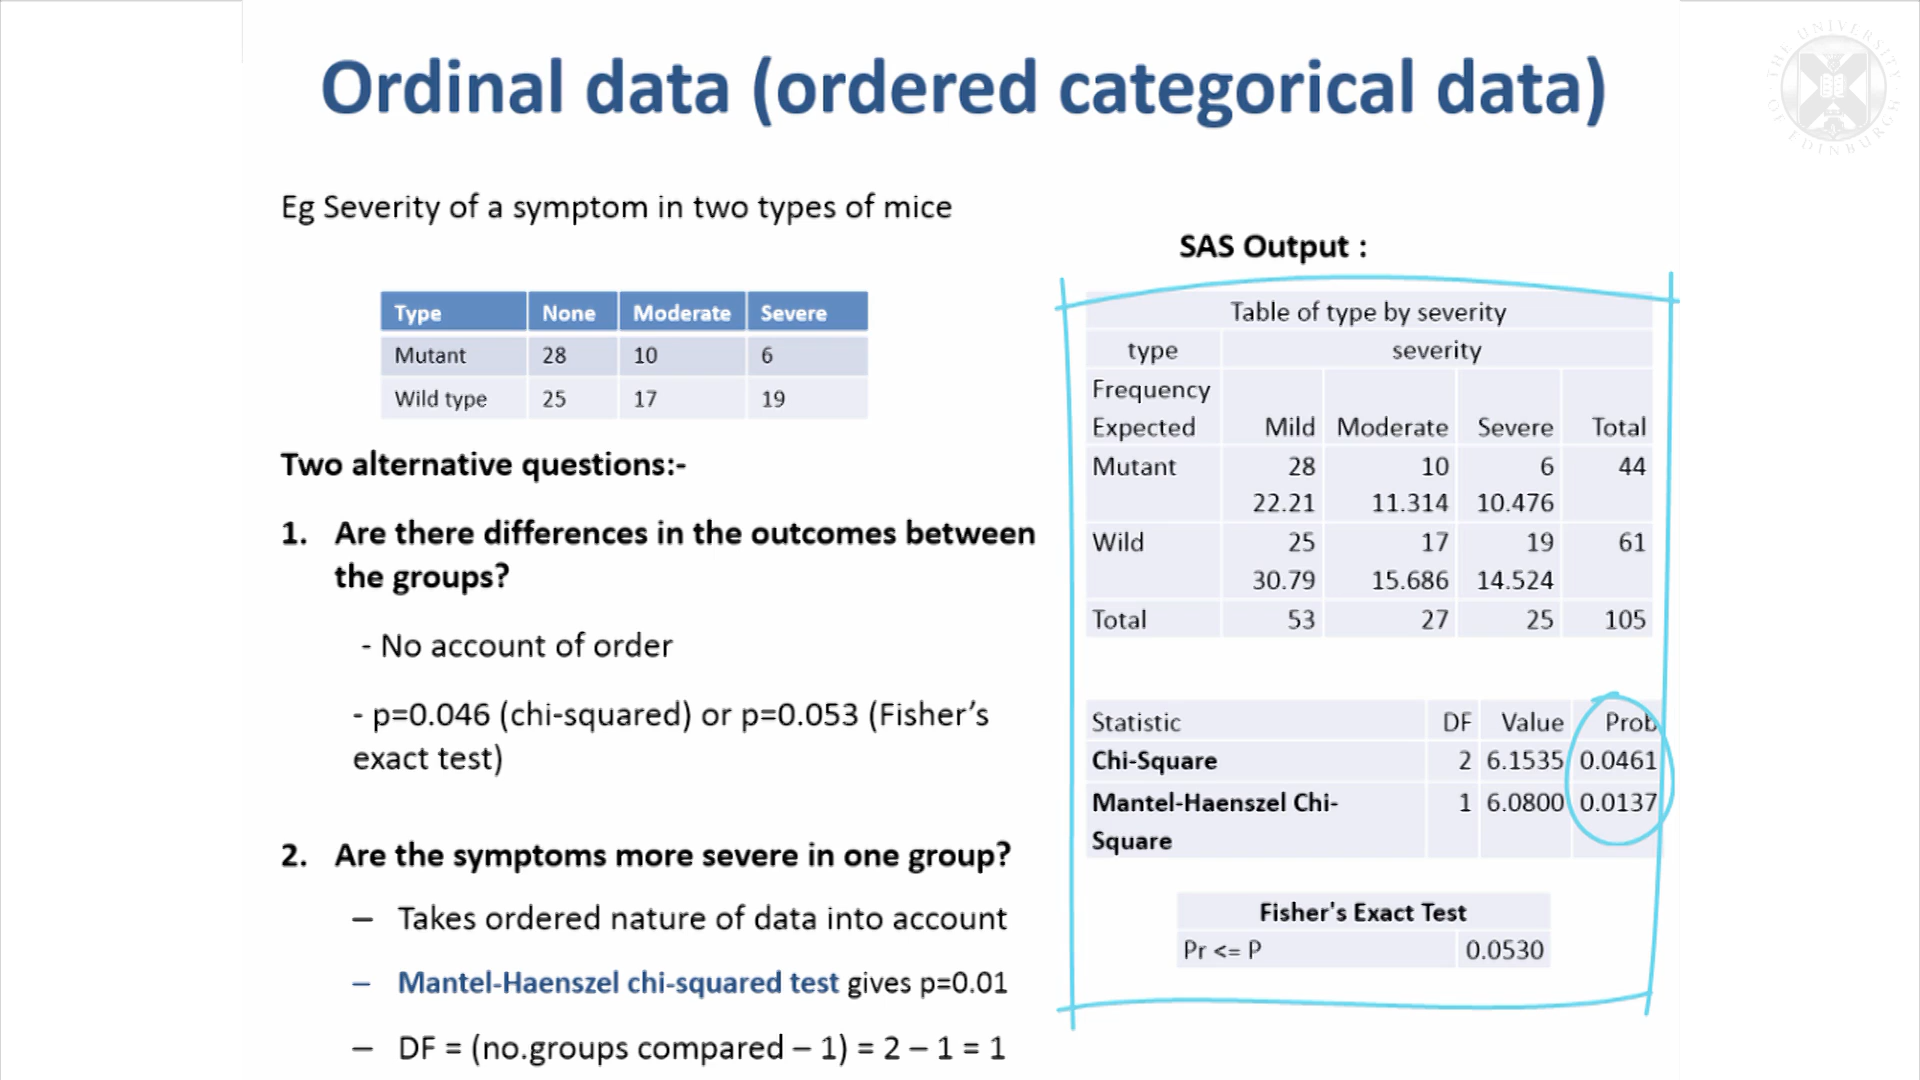 Ordinal data (ordered categorical data)
THE UNIVERSITY OF EDINBURGH
Eg Severity of a symptom in two types of mice
Type None Moderate Severe
Mutant 28 10 6
Wild type 25 17 19
Two alternative questions:-
1. Are there differences in the outcomes between
the groups?
- No account of order
- p=0.046 (chi-squared) or p=0.053 (Fisher’s
exact test)
2. Are the symptoms more severe in one group?
– Takes ordered nature of data into account
– Mantel-Haenszel chi-squared test gives p=0.01
– DF = (no.groups compared – 1) = 2 – 1 = 1
SAS Output :
Table of type by severity
type severity
Frequency
Expected Mild Moderate Severe Total
Mutant 28 10 6 44
22.21 11.314 10.476
Wild 25 17 19 61
30.79 15.686 14.524
Total 53 27 25 105
Statistic DF Value Prob
Chi-Square 2 6.1535 0.0461
Mantel-Haenszel Chi- 1 6.0800 0.0137
Square
Fisher's Exact Test
Pr <= P 0.0530